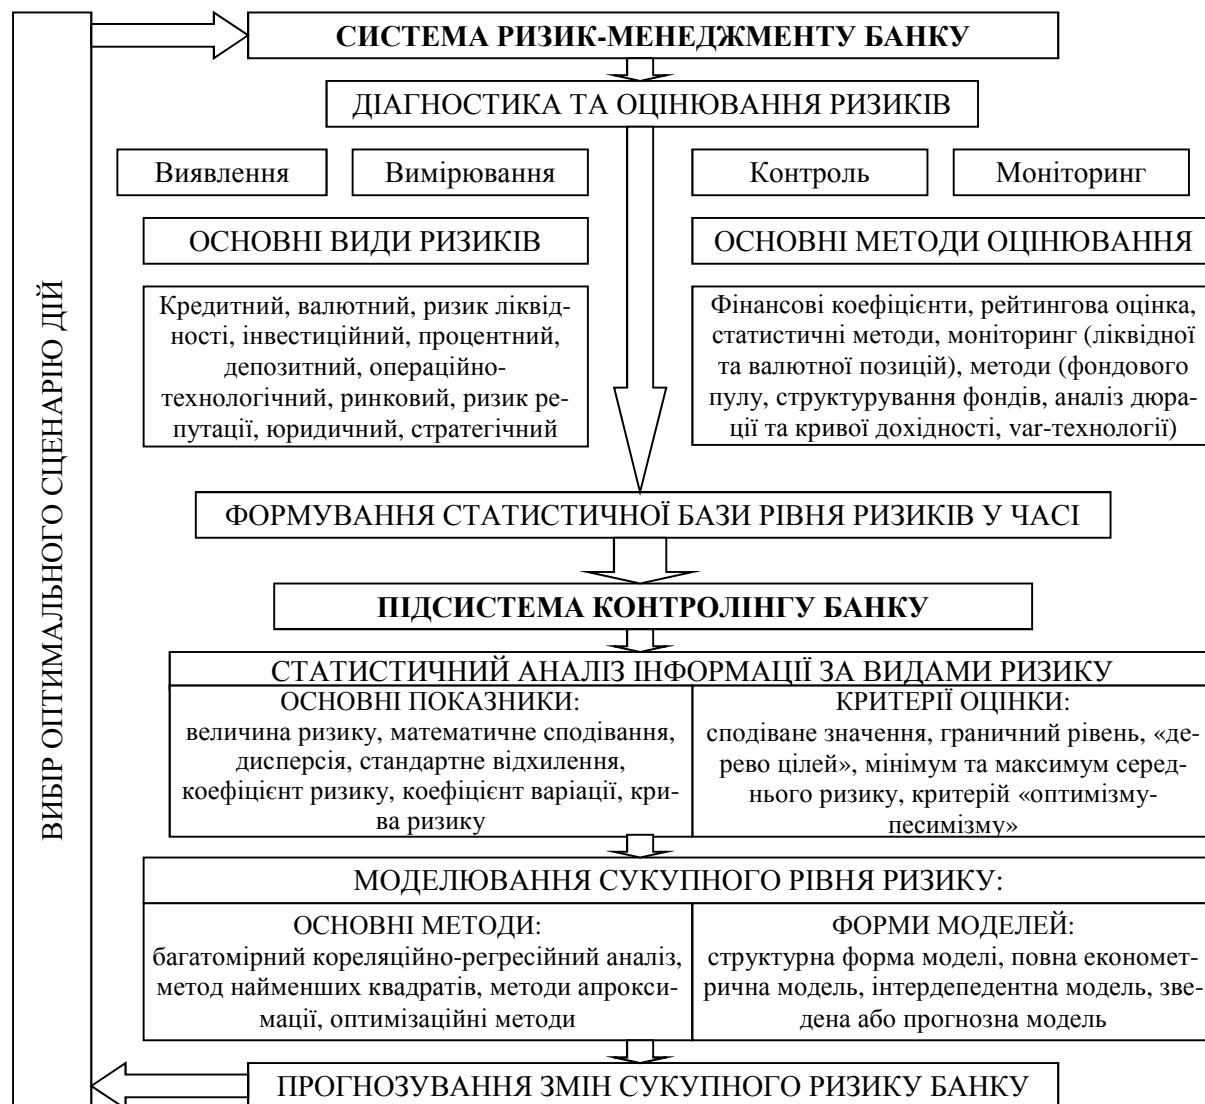 СИСТЕМА РИЗИК-МЕНЕДЖМЕНТУ БАНКУ
ДІАГНОСТИКА ТА ОЦІНЮВАННЯ РИЗИКІВ
Виявлення
Вимірювання
Контроль
Моніторинг
ОСНОВНІ ВИДИ РИЗИКІВ
Кредитний, валютний, ризик ліквід-
ності, інвестиційний, процентний,
депозитний, операційно-
технологічний, ринковий, ризик ре-
путації, юридичний, стратегічний
ОСНОВНІ МЕТОДИ ОЦІНЮВАННЯ
Фінансові коефіцієнти, рейтингова оцінка,
статистичні методи, моніторинг (ліквідної
та валютної позицій), методи (фондового
пулу, структурування фондів, аналіз дюра-
ції та кривої дохідності, var-технології)
ФОРМУВАННЯ СТАТИСТИЧНОЇ БАЗИ РІВНЯ РИЗИКІВ У ЧАСІ
ПІДСИСТЕМА КОНТРОЛІНГУ БАНКУ
СТАТИСТИЧНИЙ АНАЛІЗ ІНФОРМАЦІЇ ЗА ВИДАМИ РИЗИКУ
ОСНОВНІ ПОКАЗНИКИ:
величина ризику, математичне сподівання,
дисперсія, стандартне відхилення,
коефіцієнт ризику, коефіцієнт варіації, кри-
ва ризику
КРИТЕРІЇ ОЦІНКИ:
сподіване значення, граничний рівень, «де-
рево цілей», мінімум та максимум серед-
нього ризику, критерій «оптимізму-
песимізму»
МОДЕЛЮВАННЯ СУКУПНОГО РІВНЯ РИЗИКУ:
ОСНОВНІ МЕТОДИ:
багатомірний кореляційно-регресійний аналіз,
метод найменших квадратів, методи апрокси-
мації, оптимізаційні методи
ФОРМИ МОДЕЛЕЙ:
структурна форма моделі, повна економет-
рична модель, інтердепедентна модель, зве-
дена або прогнозна модель
ПРОГНОЗУВАННЯ ЗМІН СУКУПНОГО РИЗИКУ БАНКУ
ВИБІР ОПТИМАЛЬНОГО СЦЕНАРІЮ ДІЙ